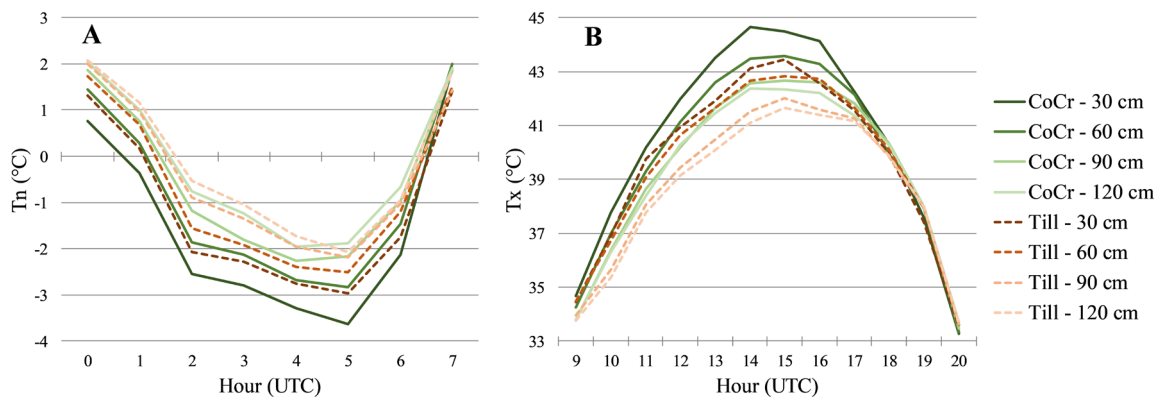 A
Tn (°C)
3
2
1
0
-1
-2
-3
-4
0 1 2 3 4 5 6 7
Hour (UTC)
B
Tx (°C)
45
43
41
39
37
35
33
9 10 11 12 13 14 15 16 17 18 19 20
Hour (UTC)
CoCr - 30 cm
CoCr - 60 cm
CoCr - 90 cm
CoCr - 120 cm
Till - 30 cm
Till - 60 cm
Till - 90 cm
Till - 120 cm